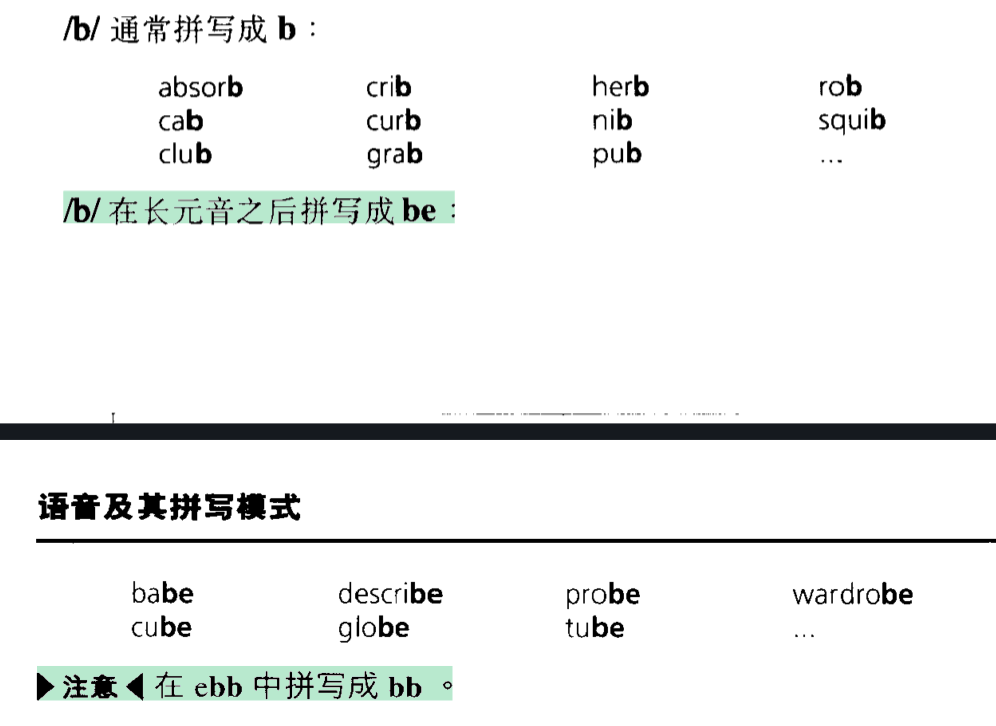 /b/ 通常拼写成 b：
absorb crib herb rob
cab curb nib squib
club grab pub ...
/b/ 在长元音之后拼写成 be：
语音及其拼写模式
babe describe probe wardrobe
cube globe tube ...
▶注意◀ 在 ebb 中拼写成 bb。